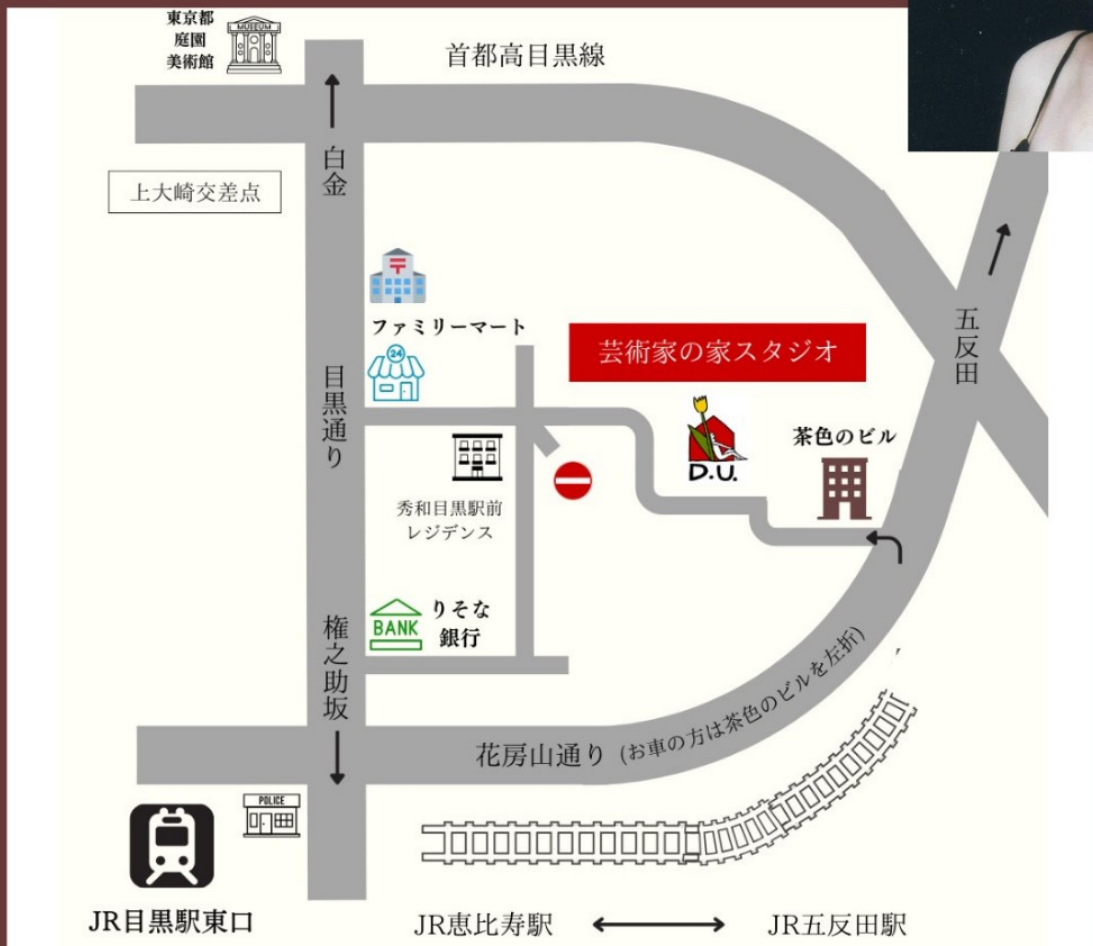 東京都
庭園
美術館
MUSEUM
首都高目黒線
白金
上大崎交差点
〒
ファミリーマート
24
芸術家の家スタジオ
五反田
目黒通り
D.U.
茶色のビル
秀和目黒駅前
レジデンス
BANK
りそな
銀行
権之助坂
花房山通り (お車の方は茶色のビルを左折)
POLICE
JR目黒駅東口
JR恵比寿駅
JR五反田駅